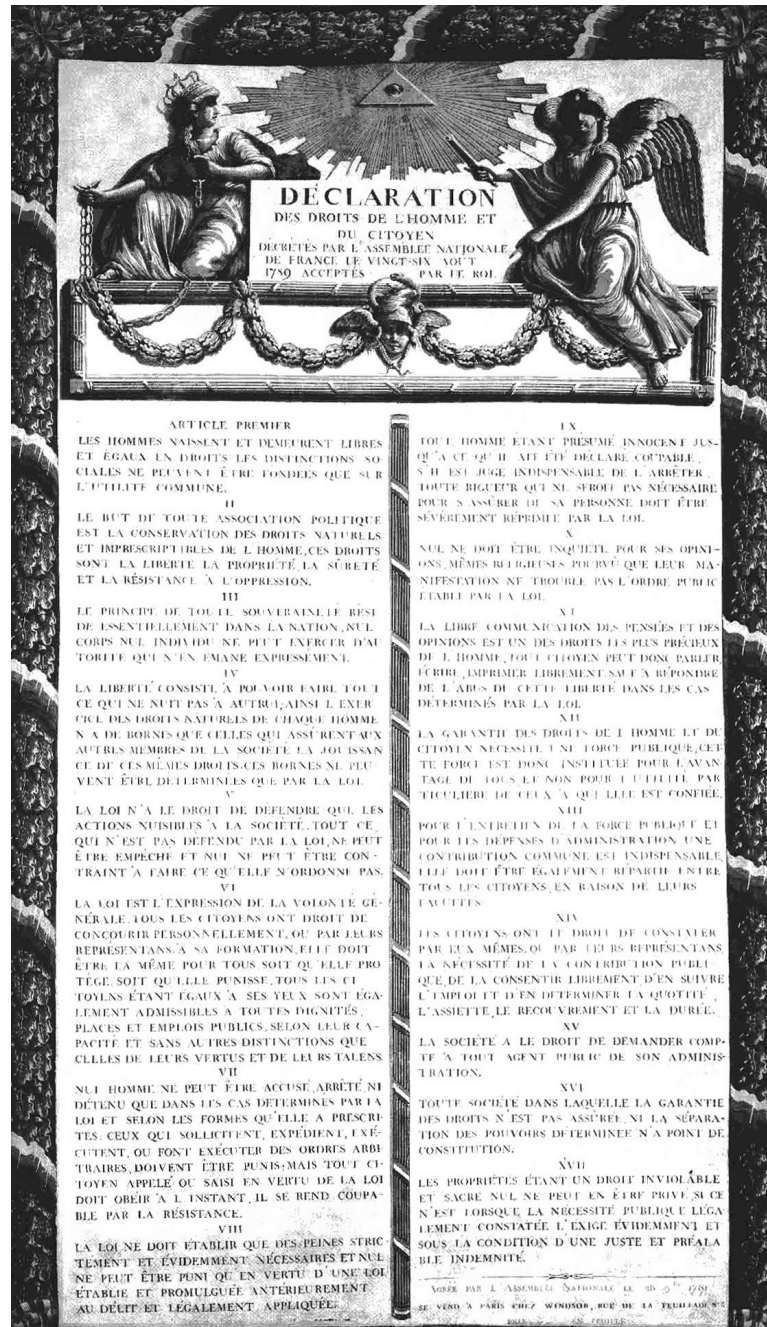 DÉCLARATION
DES DROITS DE L'HOMME ET
DU CITOYEN
DÉCRÉTÉS PAR L'ASSEMBLÉE NATIONALE
DE FRANCE LE VINGT-SIX AOUT
1789 ACCEPTÉS PAR LE ROI
ARTICLE PREMIER
LES HOMMES NAISSENT ET DEMEURENT LIBRES
ET ÉGAUX EN DROITS LES DISTINCTIONS SO-
CIALES NE PEUVENT ÊTRE FONDÉES QUE SUR
L'UTILITÉ COMMUNE.
II
LE BUT DE TOUTE ASSOCIATION POLITIQUE
EST LA CONSERVATION DES DROITS NATURELS
ET IMPRESCRIPTIBLES DE L HOMME, CES DROITS
SONT LA LIBERTÉ LA PROPRIÉTÉ, LA SÛRETÉ
ET LA RÉSISTANCE À L'OPPRESSION.
III
LE PRINCIPE DE TOUTE SOUVERAINETÉ RÉSI
DE ESSENTIELLEMENT DANS LA NATION, NUL
CORPS NUL INDIVIDU NE PEUT EXERCER D'AU
TORITÉ QUI N'EN ÉMANE EXPRESSÉMENT.
IV
LA LIBERTÉ CONSISTE À POUVOIR FAIRE TOUT
CE QUI NE NUIT PAS À AUTRUI; AINSI L EXER
CICE DES DROITS NATURELS DE CHAQUE HOMME
N A DE BORNES QUE CELLES QUI ASSURENT AUX
AUTRES MEMBRES DE LA SOCIÉTÉ LA JOUISSAN
CE DE CES MÊMES DROITS. CES BORNES NE PEU-
VENT ÊTRE DÉTERMINÉES QUE PAR LA LOI.
V
LA LOI N'A LE DROIT DE DÉFENDRE QUE LES
ACTIONS NUISIBLES À LA SOCIÉTÉ. TOUT CE
QUI N'EST PAS DÉFENDU PAR LA LOI, NE PEUT
ÊTRE EMPÊCHÉ ET NUL NE PEUT ÊTRE CON-
TRAINT À FAIRE CE QU'ELLE N'ORDONNE PAS.
VI
LA LOI EST L'EXPRESSION DE LA VOLONTÉ GÉ-
NÉRALE. TOUS LES CITOYENS ONT DROIT DE
CONCOURIR PERSONNELLEMENT, OU PAR LEURS
REPRÉSENTANS, À SA FORMATION, ELLE DOIT
ÊTRE LA MÊME POUR TOUS SOIT QU'ELLE PRO
TÈGE, SOIT QU'ELLE PUNISSE, TOUS LES CI
TOYENS ÉTANT ÉGAUX À SES YEUX SONT ÉGA-
LEMENT ADMISSIBLES À TOUTES DIGNITÉS,
PLACES ET EMPLOIS PUBLICS, SELON LEUR CA-
PACITÉ ET SANS AUTRES DISTINCTIONS QUE
CELLES DE LEURS VERTUS ET DE LEURS TALENS.
VII
NUL HOMME NE PEUT ÊTRE ACCUSÉ, ARRÊTÉ, NI
DÉTENU QUE DANS LES CAS DÉTERMINÉS PAR LA
LOI ET SELON LES FORMES QU'ELLE A PRESCRI-
TES. CEUX QUI SOLLICITENT, EXPÉDIENT, EXÉ-
CUTENT, OU FONT EXÉCUTER DES ORDRES ARBI
TRAIRES, DOIVENT ÊTRE PUNIS; MAIS TOUT CI-
TOYEN APPELÉ OU SAISI EN VERTU DE LA LOI
DOIT OBÉIR À L INSTANT, IL SE REND COUPA-
BLE PAR LA RÉSISTANCE.
VIII
LA LOI NE DOIT ÉTABLIR QUE DES PEINES STRIC-
TEMENT ET ÉVIDEMMENT NÉCESSAIRES ET NUL
NE PEUT ÊTRE PUNI QU EN VERTU D'UNE LOI
ÉTABLIE ET PROMULGUÉE ANTÉRIEUREMENT
AU DÉLIT ET LÉGALEMENT APPLIQUÉE.
IX
TOUT HOMME ÉTANT PRÉSUMÉ INNOCENT JUS-
QU'A CE QU'IL AIT ÉTÉ DÉCLARÉ COUPABLE,
S'IL EST JUGÉ INDISPENSABLE DE L'ARRÊTER,
TOUTE RIGUEUR QUI NE SEROIT PAS NÉCESSAIRE
POUR S ASSURER DE SA PERSONNE DOIT ÊTRE
SÉVÈREMENT RÉPRIMÉE PAR LA LOI.
X
NUL NE DOIT ÊTRE INQUIÉTÉ POUR SES OPINI-
ONS, MÊMES RELIGIEUSES POURVÛ QUE LEUR MA-
NIFESTATION NE TROUBLE PAS L'ORDRE PUBLIC
ÉTABLI PAR LA LOI.
XI
LA LIBRE COMMUNICATION DES PENSÉES ET DES
OPINIONS EST UN DES DROITS LES PLUS PRÉCIEUX
DE L HOMME, TOUT CITOYEN PEUT DONC PARLER,
ÉCRIRE, IMPRIMER LIBREMENT, SAUF À RÉPONDRE
DE L'ABUS DE CETTE LIBERTÉ DANS LES CAS
DÉTERMINÉS PAR LA LOI.
XII
LA GARANTIE DES DROITS DE L HOMME ET DU
CITOYEN NÉCESSITE UNE FORCE PUBLIQUE, CET-
TE FORCE EST DONC INSTITUÉE POUR L'AVAN-
TAGE DE TOUS ET NON POUR L UTILITÉ PAR
TICULIÈRE DE CEUX À QUI ELLE EST CONFIÉE.
XIII
POUR L'ENTRETIEN DE LA FORCE PUBLIQUE ET
POUR LES DÉPENSES D'ADMINISTRATION UNE
CONTRIBUTION COMMUNE EST INDISPENSABLE,
ELLE DOIT ÊTRE ÉGALEMENT RÉPARTIE ENTRE
TOUS LES CITOYENS, EN RAISON DE LEURS
FACULTÉS
XIV
LES CITOYENS ONT LE DROIT DE CONSTATER
PAR EUX MÊMES, OU PAR LEURS REPRÉSENTANS,
LA NÉCESSITÉ DE LA CONTRIBUTION PUBLI-
QUE, DE LA CONSENTIR LIBREMENT, D'EN SUIVRE
L'EMPLOI ET D'EN DÉTERMINER LA QUOTITÉ,
L'ASSIETTE, LE RECOUVREMENT ET LA DURÉE.
XV
LA SOCIÉTÉ A LE DROIT DE DEMANDER COMP-
TE À TOUT AGENT PUBLIC DE SON ADMINIS-
TRATION.
XVI
TOUTE SOCIÉTÉ DANS LAQUELLE LA GARANTIE
DES DROITS N'EST PAS ASSURÉE, NI LA SÉPARA-
TION DES POUVOIRS DÉTERMINÉE N'A POINT DE
CONSTITUTION.
XVII
LES PROPRIÉTÉS ÉTANT UN DROIT INVIOLABLE
ET SACRÉ NUL NE PEUT EN ÊTRE PRIVÉ, SI CE
N'EST LORSQUE LA NÉCESSITÉ PUBLIQUE LÉGA-
LEMENT CONSTATÉE L'EXIGE ÉVIDEMMENT ET
SOUS LA CONDITION D'UNE JUSTE ET PRÉALA
BLE INDEMNITÉ.
AGRÉÉ PAR L ASSEMBLÉE NATIONALE LE
SE VEND A PARIS CHEZ WINDSOR, RUE DE LA FEUILLADE